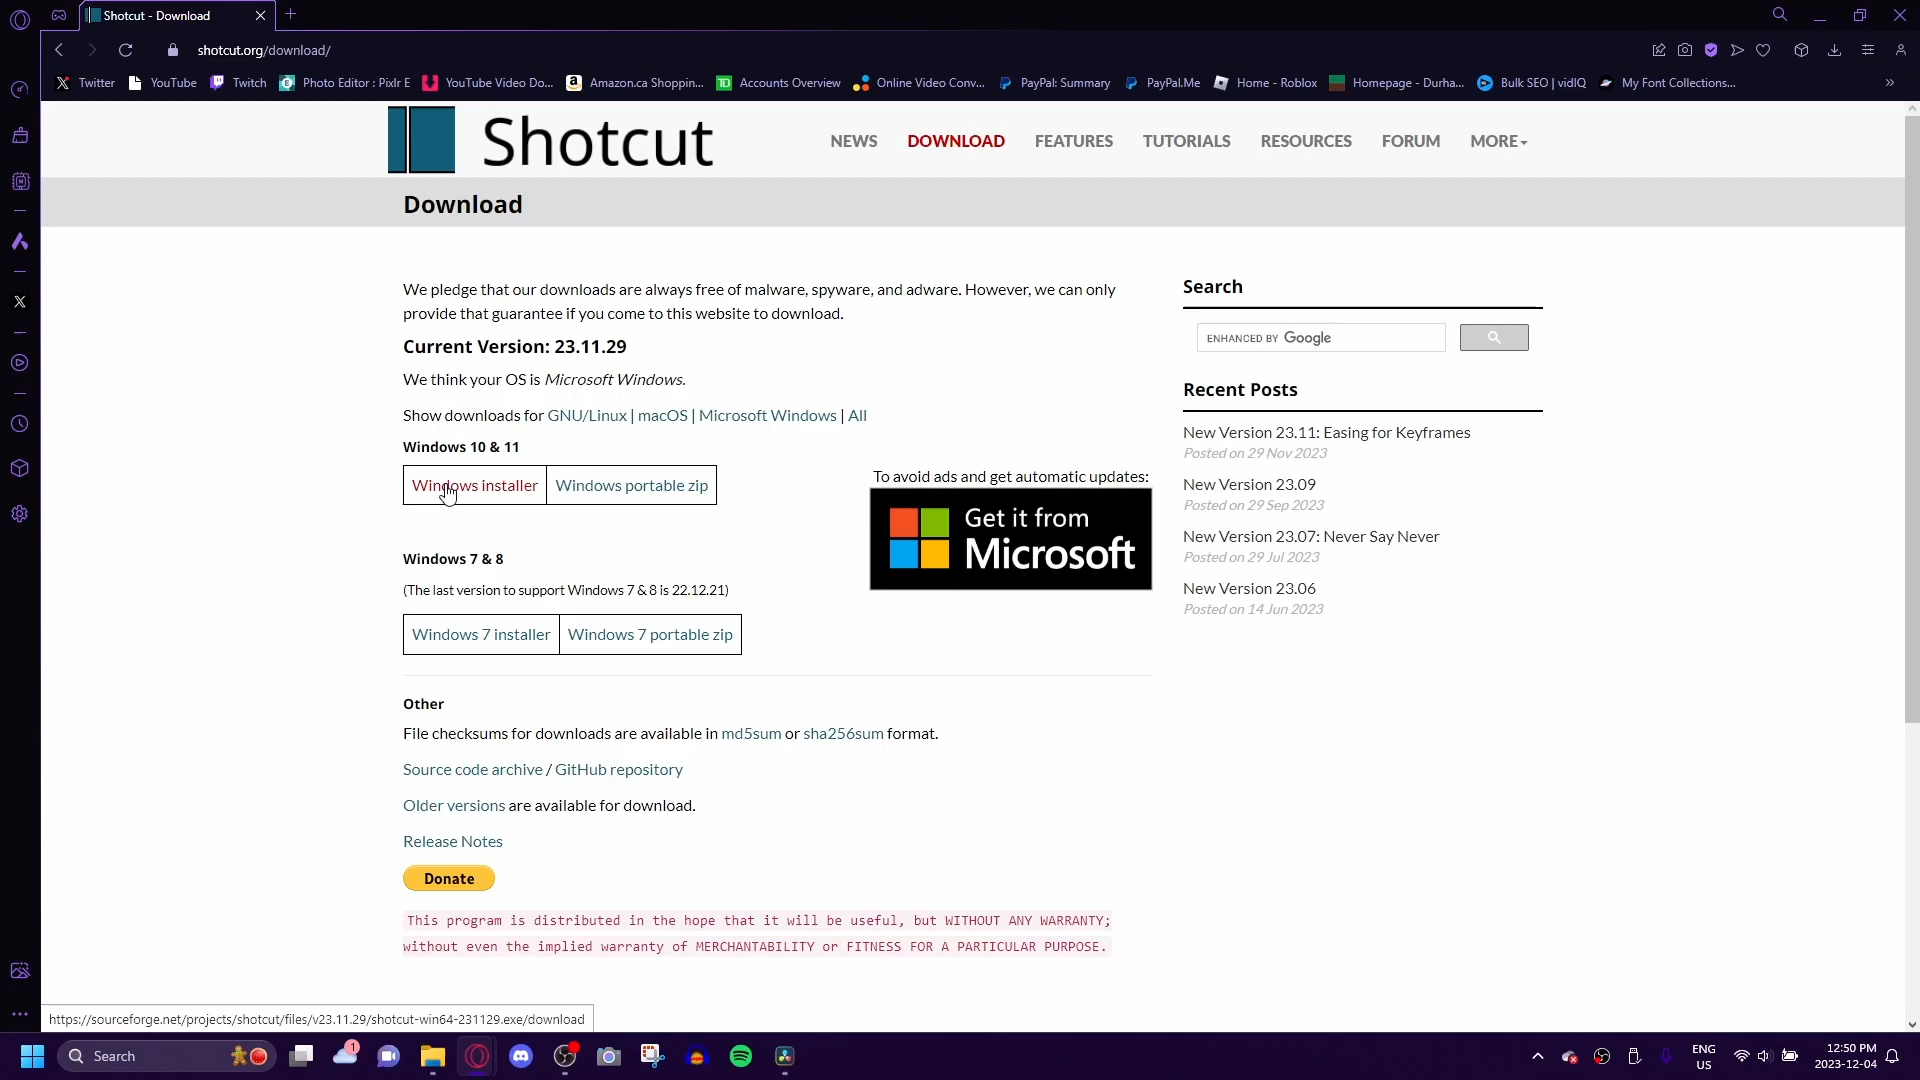 Shotcut - Download
shotcut.org/download/
Twitter
YouTube
Twitch
Photo Editor : Pixlr E
YouTube Video Do...
Amazon.ca Shoppin...
Accounts Overview
Online Video Conv...
PayPal: Summary
PayPal.Me
Home - Roblox
Homepage - Durha...
Bulk SEO | vidIQ
My Font Collections...
Shotcut
NEWS
DOWNLOAD
FEATURES
TUTORIALS
RESOURCES
FORUM
MORE
Download
We pledge that our downloads are always free of malware, spyware, and adware. However, we can only
provide that guarantee if you come to this website to download.
Current Version: 23.11.29
We think your OS is Microsoft Windows.
Show downloads for GNU/Linux | macOS | Microsoft Windows | All
Windows 10 & 11
Windows installer
Windows portable zip
To avoid ads and get automatic updates:
Get it from
Microsoft
Windows 7 & 8
(The last version to support Windows 7 & 8 is 22.12.21)
Windows 7 installer
Windows 7 portable zip
Other
File checksums for downloads are available in md5sum or sha256sum format.
Source code archive / GitHub repository
Older versions are available for download.
Release Notes
Donate
This program is distributed in the hope that it will be useful, but WITHOUT ANY WARRANTY;
without even the implied warranty of MERCHANTABILITY or FITNESS FOR A PARTICULAR PURPOSE.
Search
ENHANCED BY Google
Recent Posts
New Version 23.11: Easing for Keyframes
Posted on 29 Nov 2023
New Version 23.09
Posted on 29 Sep 2023
New Version 23.07: Never Say Never
Posted on 29 Jul 2023
New Version 23.06
Posted on 14 Jun 2023
https://sourceforge.net/projects/shotcut/files/v23.11.29/shotcut-win64-231129.exe/download
Search
1
ENG
US
12:50 PM
2023-12-04